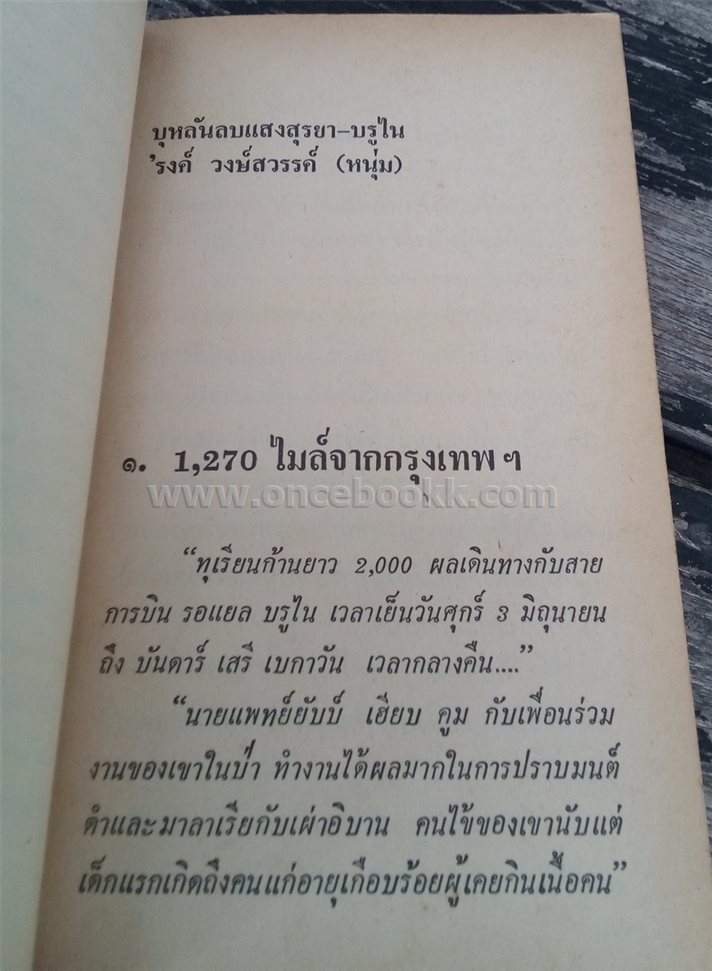 บุหลันลบแสงสุรยา–บรูไน
'รงค์ วงษ์สวรรค์ (หนุ่ม)
๑. 1,270 ไมล์จากกรุงเทพฯ
www.oncebookk.com
“ทุเรียนก้านยาว 2,000 ผลเดินทางกับสาย
การบิน รอแยล บรูไน เวลาเย็นวันศุกร์ 3 มิถุนายน
ถึง บันดาร์ เสรี เบกาวัน เวลากลางคืน....”
“นายแพทย์ยับบ์ เฮียบ คูม กับเพื่อนร่วม
งานของเขาในป่า ทำงานได้ผลมากในการปราบมนต์
ดำและมาลาเรียกับเผ่าอิบาน คนไข้ของเขานับแต่
เด็กแรกเกิดถึงคนแก่อายุเกือบร้อยผู้เคยกินเนื้อคน”